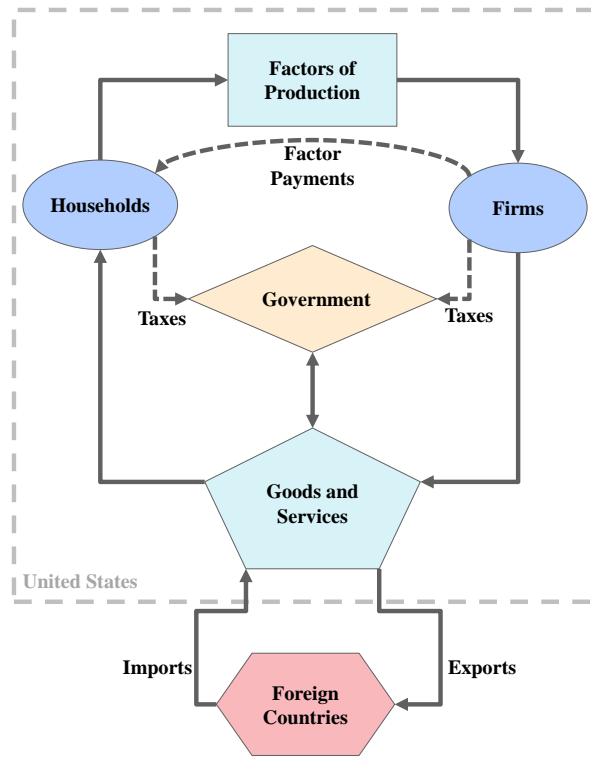 Factors of
Production
Factor
Payments
Households
Firms
Government
Taxes
Taxes
Goods and
Services
United States
Imports
Exports
Foreign
Countries